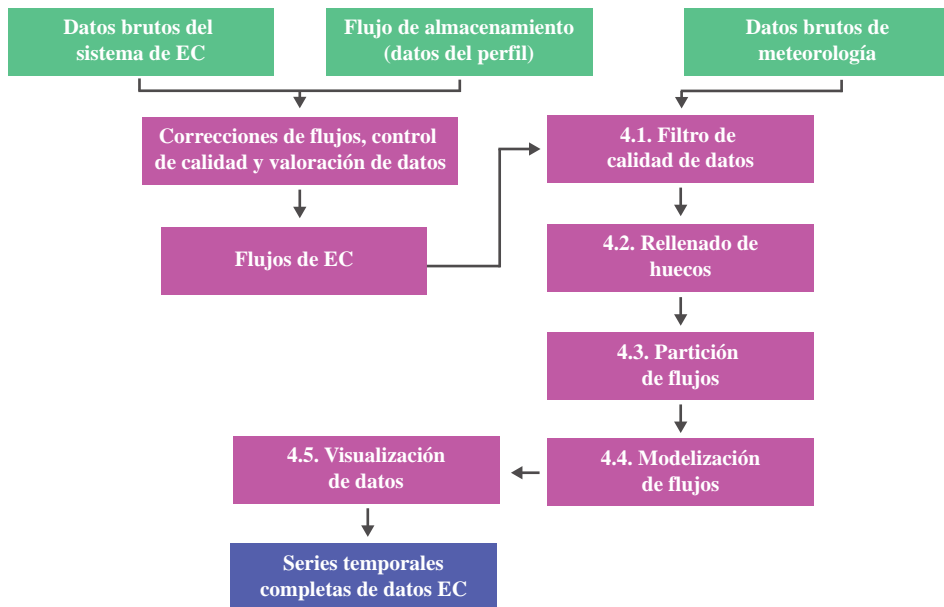 Datos brutos del
sistema de EC
Flujo de almacenamiento
(datos del perfil)
Datos brutos de
meteorología
Correcciones de flujos, control
de calidad y valoración de datos
4.1. Filtro de
calidad de datos
Flujos de EC
4.2. Rellenado de
huecos
4.3. Partición
de flujos
4.5. Visualización
de datos
4.4. Modelización
de flujos
Series temporales
completas de datos EC